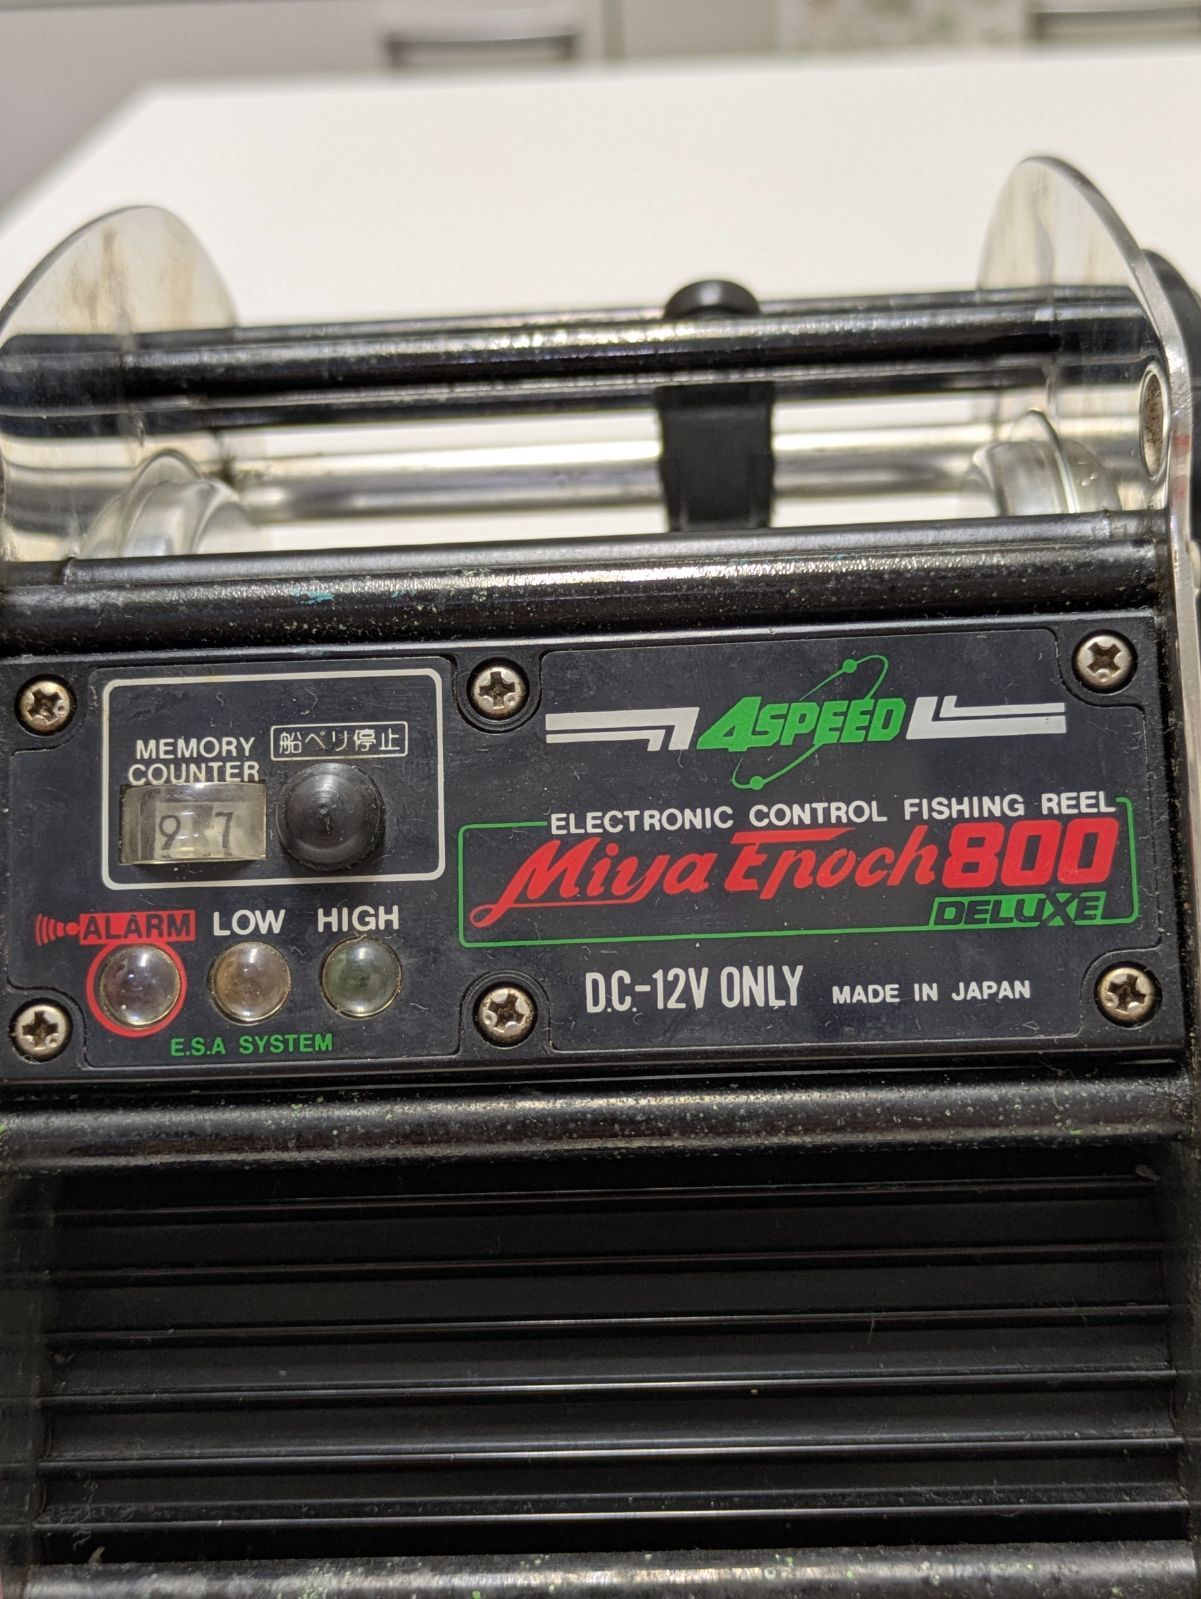 4SPEED
MEMORY
COUNTER
船べリ停止
9 7
ELECTRONIC CONTROL FISHING REEL
Miya Epoch 800
DELUXE
ALARM LOW HIGH
E.S.A SYSTEM
D.C.-12V ONLY MADE IN JAPAN